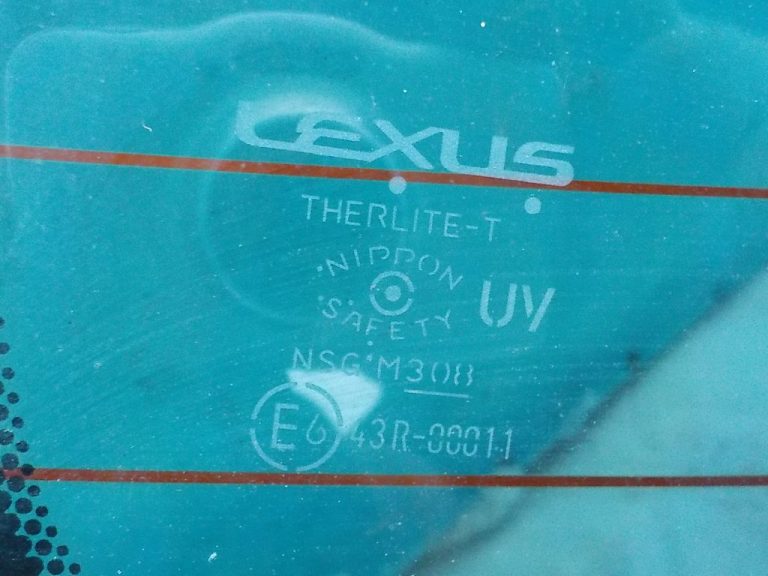 LEXUS
THERLITE-T
NIPPON
SAFETY
UV
NSG M308
E6 43R-00011